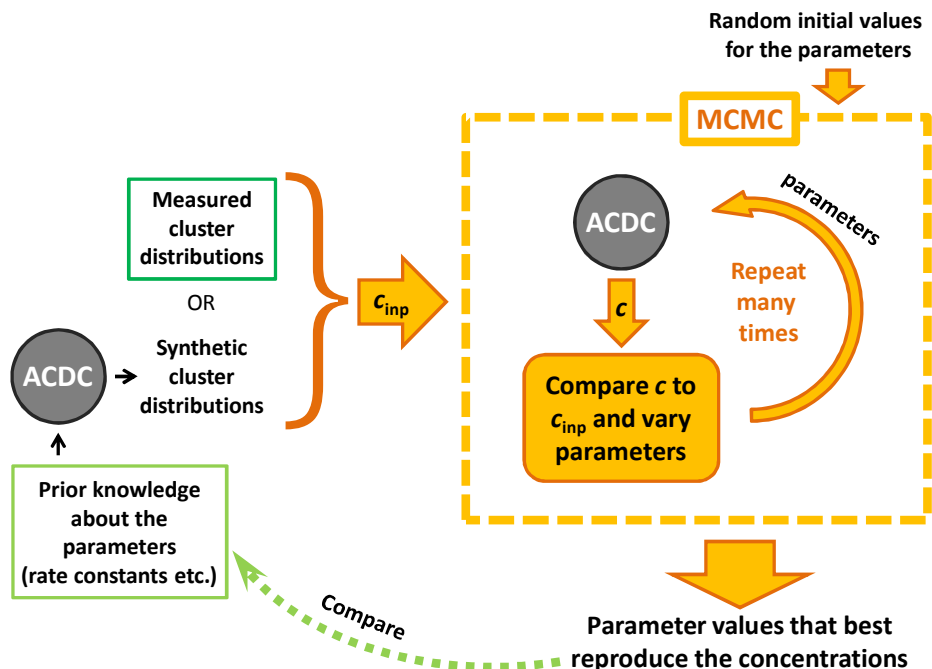 Random initial values
for the parameters
MCMC
Measured
cluster
distributions
OR
Synthetic
cluster
distributions
ACDC
Prior knowledge
about the
parameters
(rate constants etc.)
cinp
ACDC
parameters
Repeat
many
times
c
Compare c to
cinp and vary
parameters
Compare
Parameter values that best
reproduce the concentrations